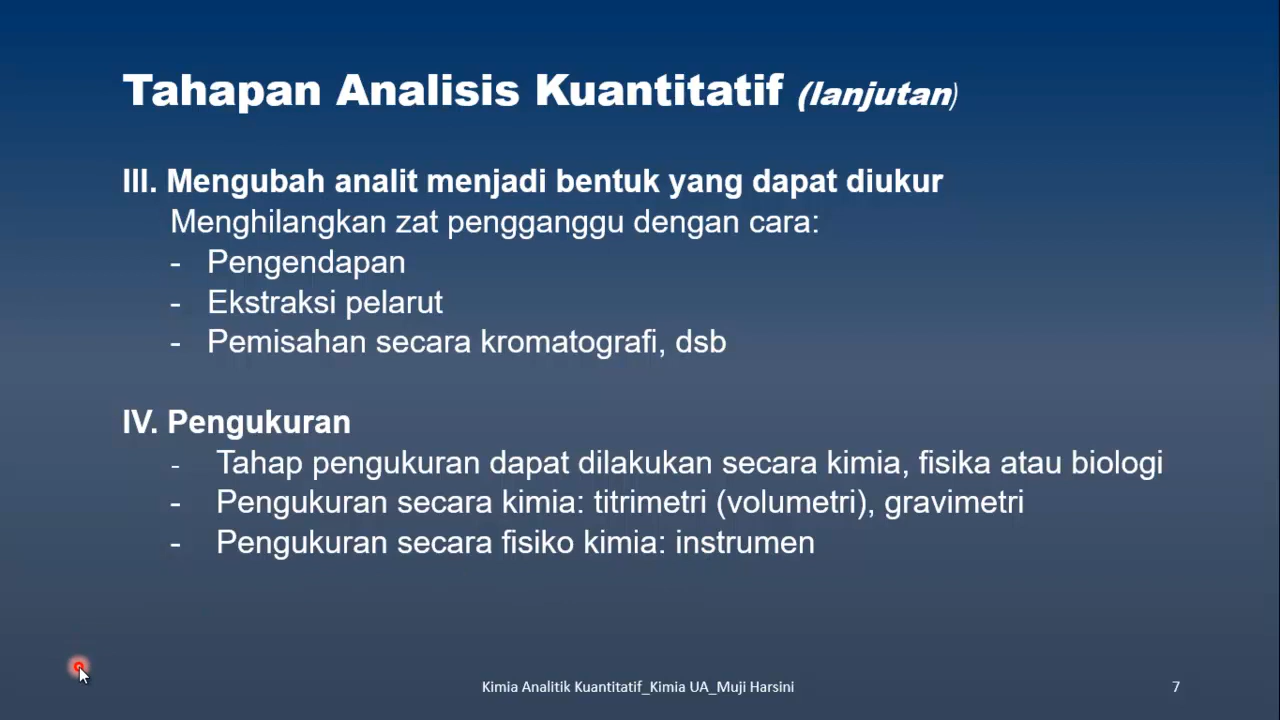 Tahapan Analisis Kuantitatif (lanjutan)
III. Mengubah analit menjadi bentuk yang dapat diukur
Menghilangkan zat pengganggu dengan cara:
- Pengendapan
- Ekstraksi pelarut
- Pemisahan secara kromatografi, dsb
IV. Pengukuran
- Tahap pengukuran dapat dilakukan secara kimia, fisika atau biologi
- Pengukuran secara kimia: titrimetri (volumetri), gravimetri
- Pengukuran secara fisiko kimia: instrumen
Kimia Analitik Kuantitatif_Kimia UA_Muji Harsini
7